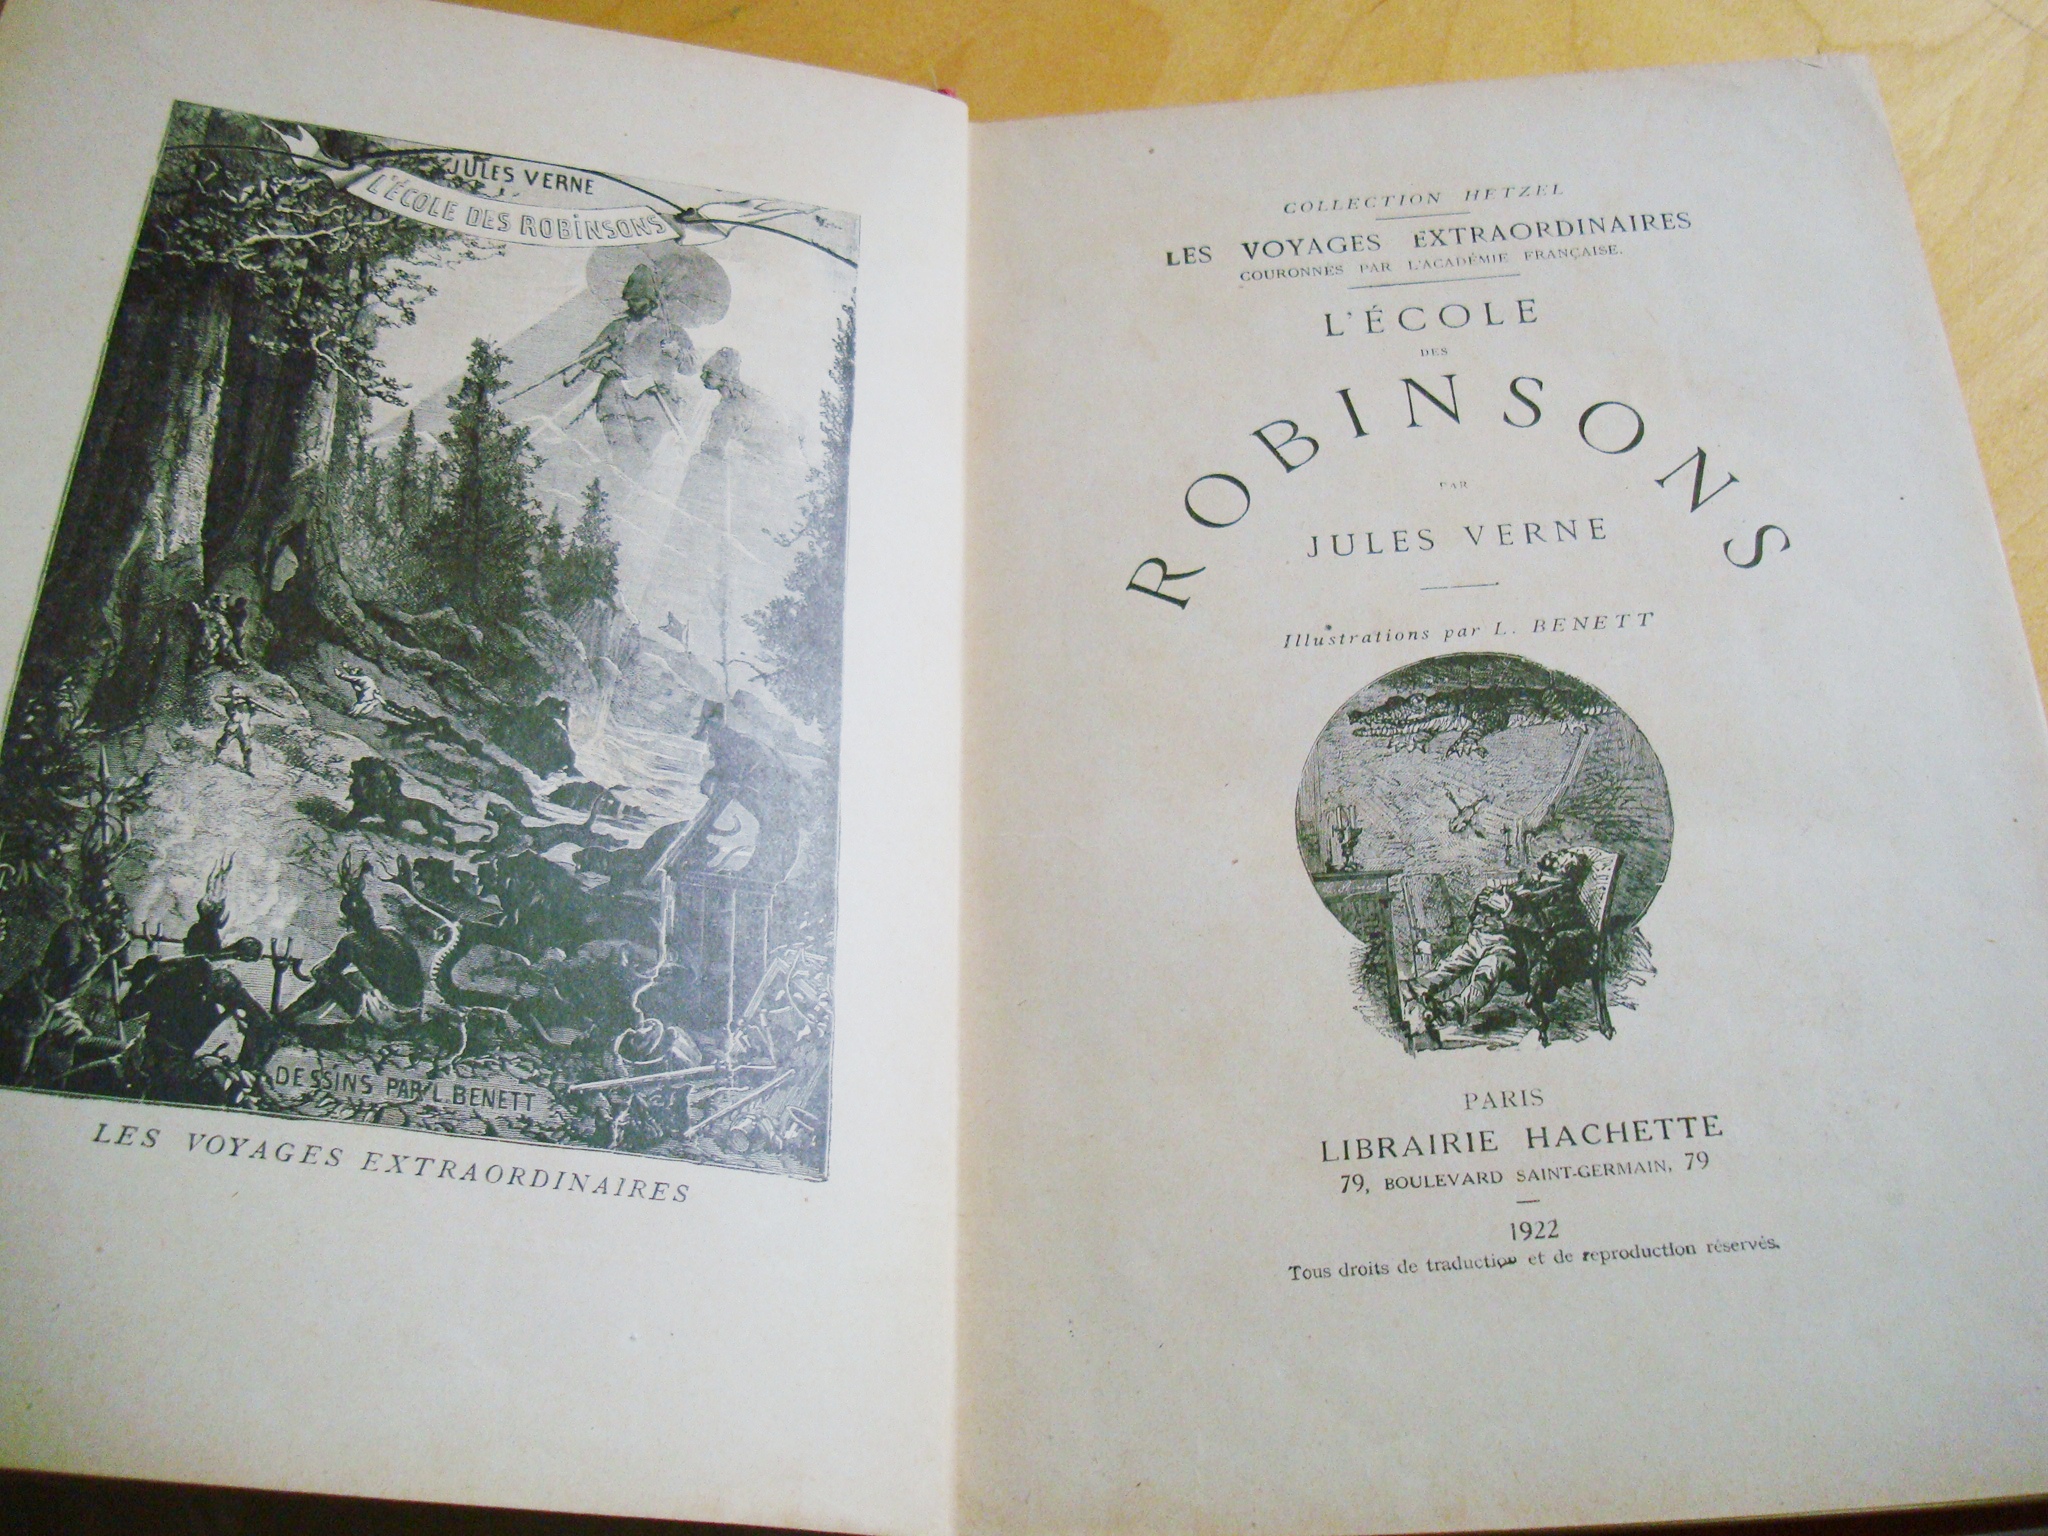 JULES VERNE
L'ÉCOLE DES ROBINSONS
DESSINS PAR L. BENETT
LES VOYAGES EXTRAORDINAIRES
COLLECTION HETZEL
LES VOYAGES EXTRAORDINAIRES
COURONNÉS PAR L'ACADÉMIE FRANÇAISE.
L'ÉCOLE
DES
ROBINSONS
PAR
JULES VERNE
Illustrations par L. BENETT
PARIS
LIBRAIRIE HACHETTE
79, BOULEVARD SAINT-GERMAIN, 79
1922
Tous droits de traduction et de reproduction réservés.